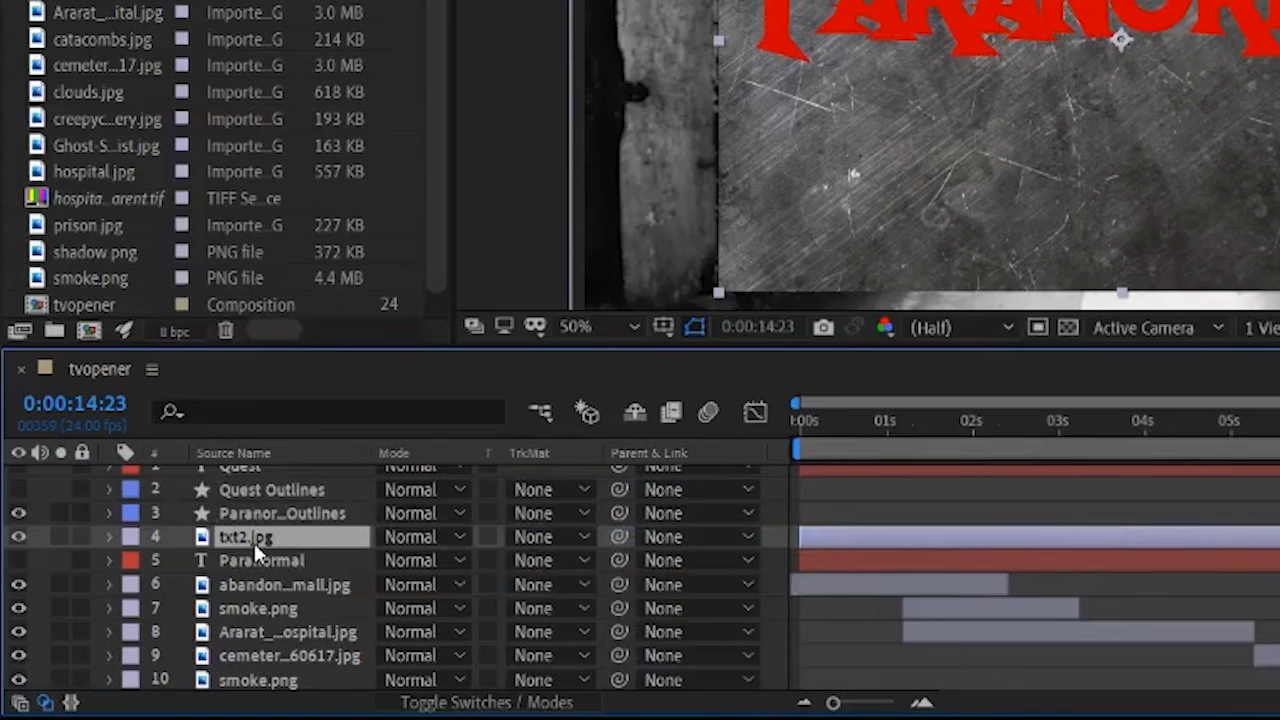 Ararat_...ital.jpg Importe...G 3.0 MB
catacombs.jpg Importe...G 214 KB
cemeter...17.jpg Importe...G 3.0 MB
clouds.jpg Importe...G 618 KB
creepyc...ery.jpg Importe...G 193 KB
Ghost-S...ist.jpg Importe...G 163 KB
hospital.jpg Importe...G 557 KB
hospita...arent.tif TIFF Se...ce
prison.jpg Importe...G 227 KB
shadow.png PNG file 372 KB
smoke.png PNG file 4.4 MB
tvopener Composition 24
8 bpc
PARANOR
50% 0:00:14:23 (Half) Active Camera 1 Vie
tvopener
0:00:14:23
00359 (24.00 fps)
:00s 01s 02s 03s 04s 05s
# Source Name Mode T TrkMat Parent & Link
Quest Normal None
2 Quest Outlines Normal None None
3 Paranor...Outlines Normal None None
4 txt2.jpg Normal None None
5 T Paranormal Normal None None
6 abandon...mall.jpg Normal None None
7 smoke.png Normal None None
8 Ararat_...ospital.jpg Normal None None
9 cemeter...60617.jpg Normal None None
10 smoke.png Normal None None
Toggle Switches / Modes